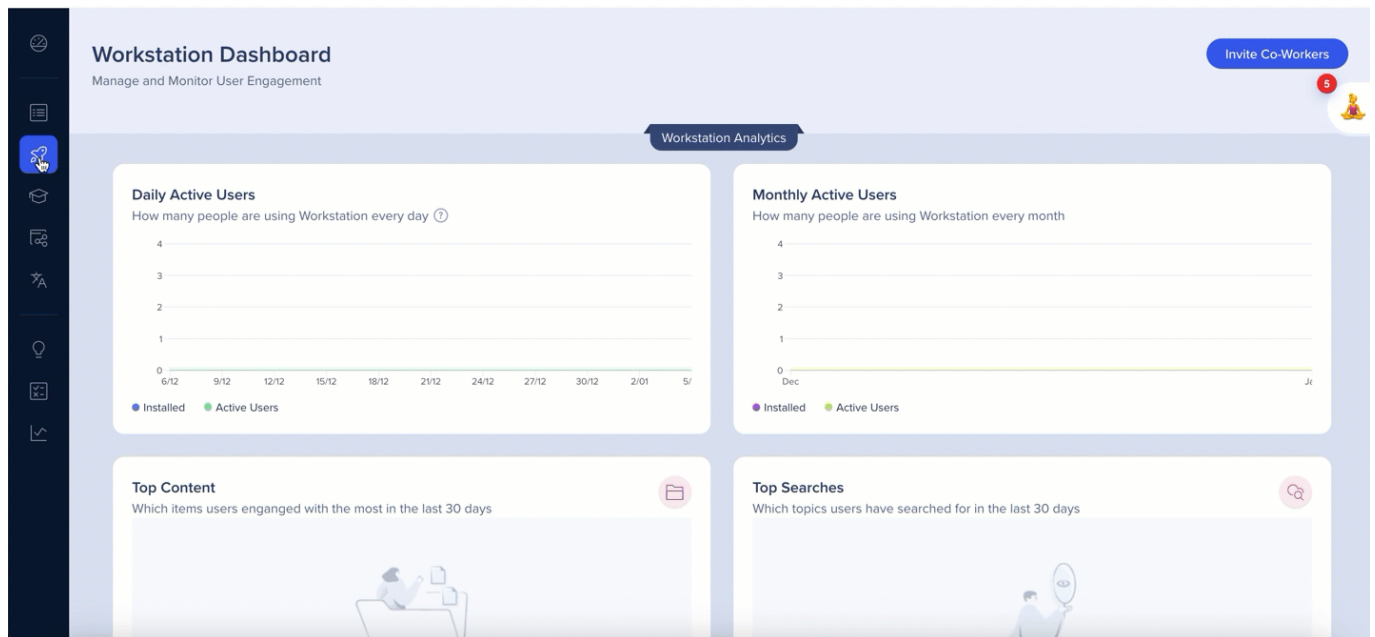 Workstation Dashboard
Manage and Monitor User Engagement
Invite Co-Workers
5
Workstation Analytics
Daily Active Users
How many people are using Workstation every day ?
4
3
2
1
0
6/12 9/12 12/12 15/12 18/12 21/12 24/12 27/12 30/12 2/01 5/
Installed Active Users
Monthly Active Users
How many people are using Workstation every month
4
3
2
1
0
Dec
Installed Active Users
Top Content
Which items users enganged with the most in the last 30 days
Top Searches
Which topics users have searched for in the last 30 days